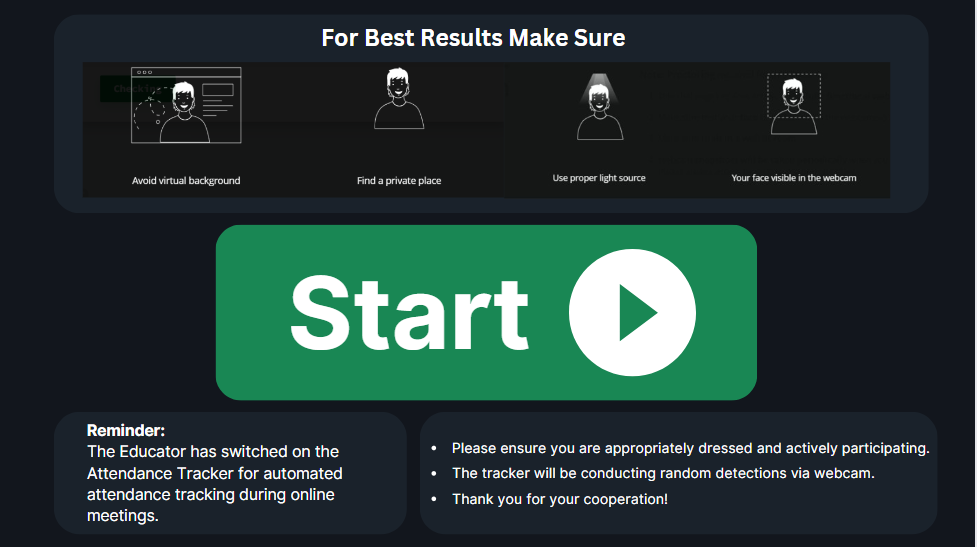 For Best Results Make Sure
Avoid virtual background
Find a private place
Use proper light source
Your face visible in the webcam
Start
Reminder:
The Educator has switched on the
Attendance Tracker for automated
attendance tracking during online
meetings.
• Please ensure you are appropriately dressed and actively participating.
• The tracker will be conducting random detections via webcam.
• Thank you for your cooperation!